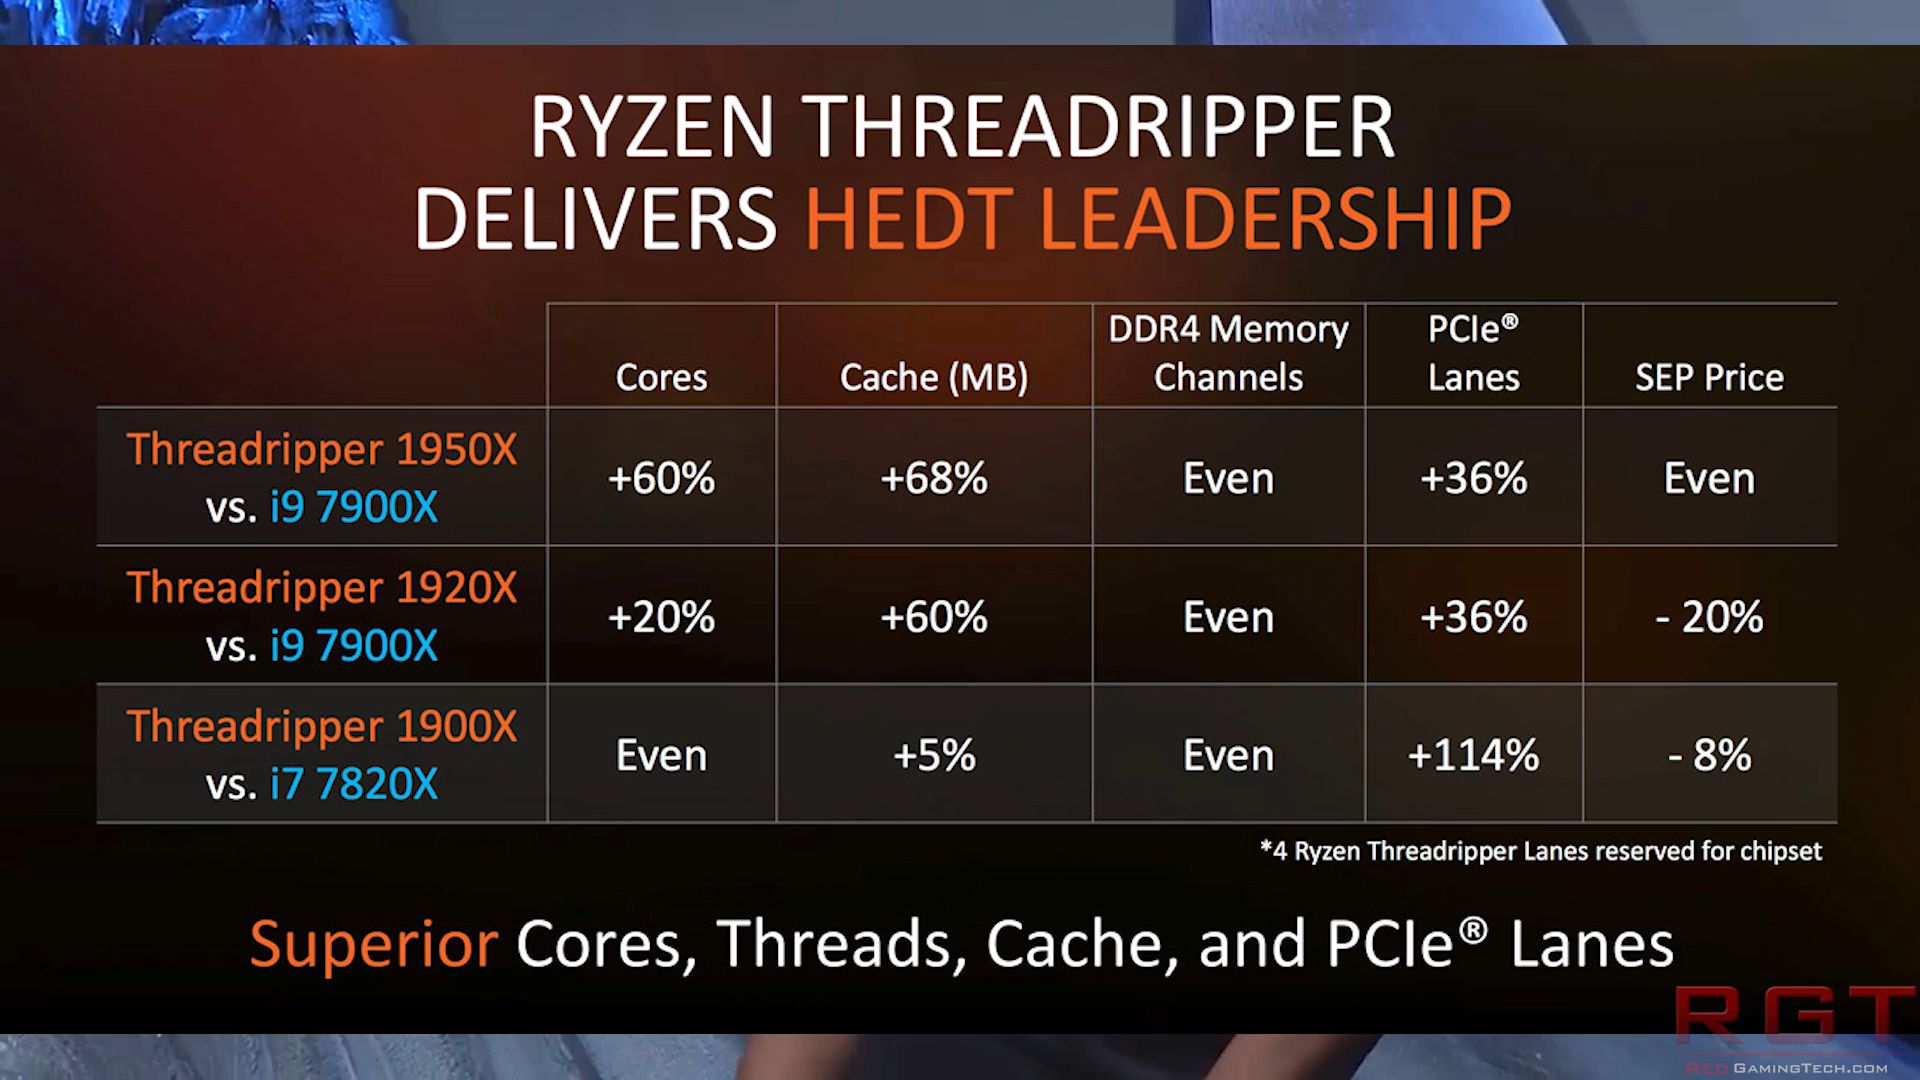 RYZEN THREADRIPPER
DELIVERS HEDT LEADERSHIP
Cores
Cache (MB)
DDR4 Memory
Channels
PCIe®
Lanes
SEP Price
Threadripper 1950X
vs. i9 7900X
+60%
+68%
Even
+36%
Even
Threadripper 1920X
vs. i9 7900X
+20%
+60%
Even
+36%
- 20%
Threadripper 1900X
vs. i7 7820X
Even
+5%
Even
+114%
- 8%
*4 Ryzen Threadripper Lanes reserved for chipset
Superior Cores, Threads, Cache, and PCIe® Lanes
RGT
REDGAMINGTECH.COM